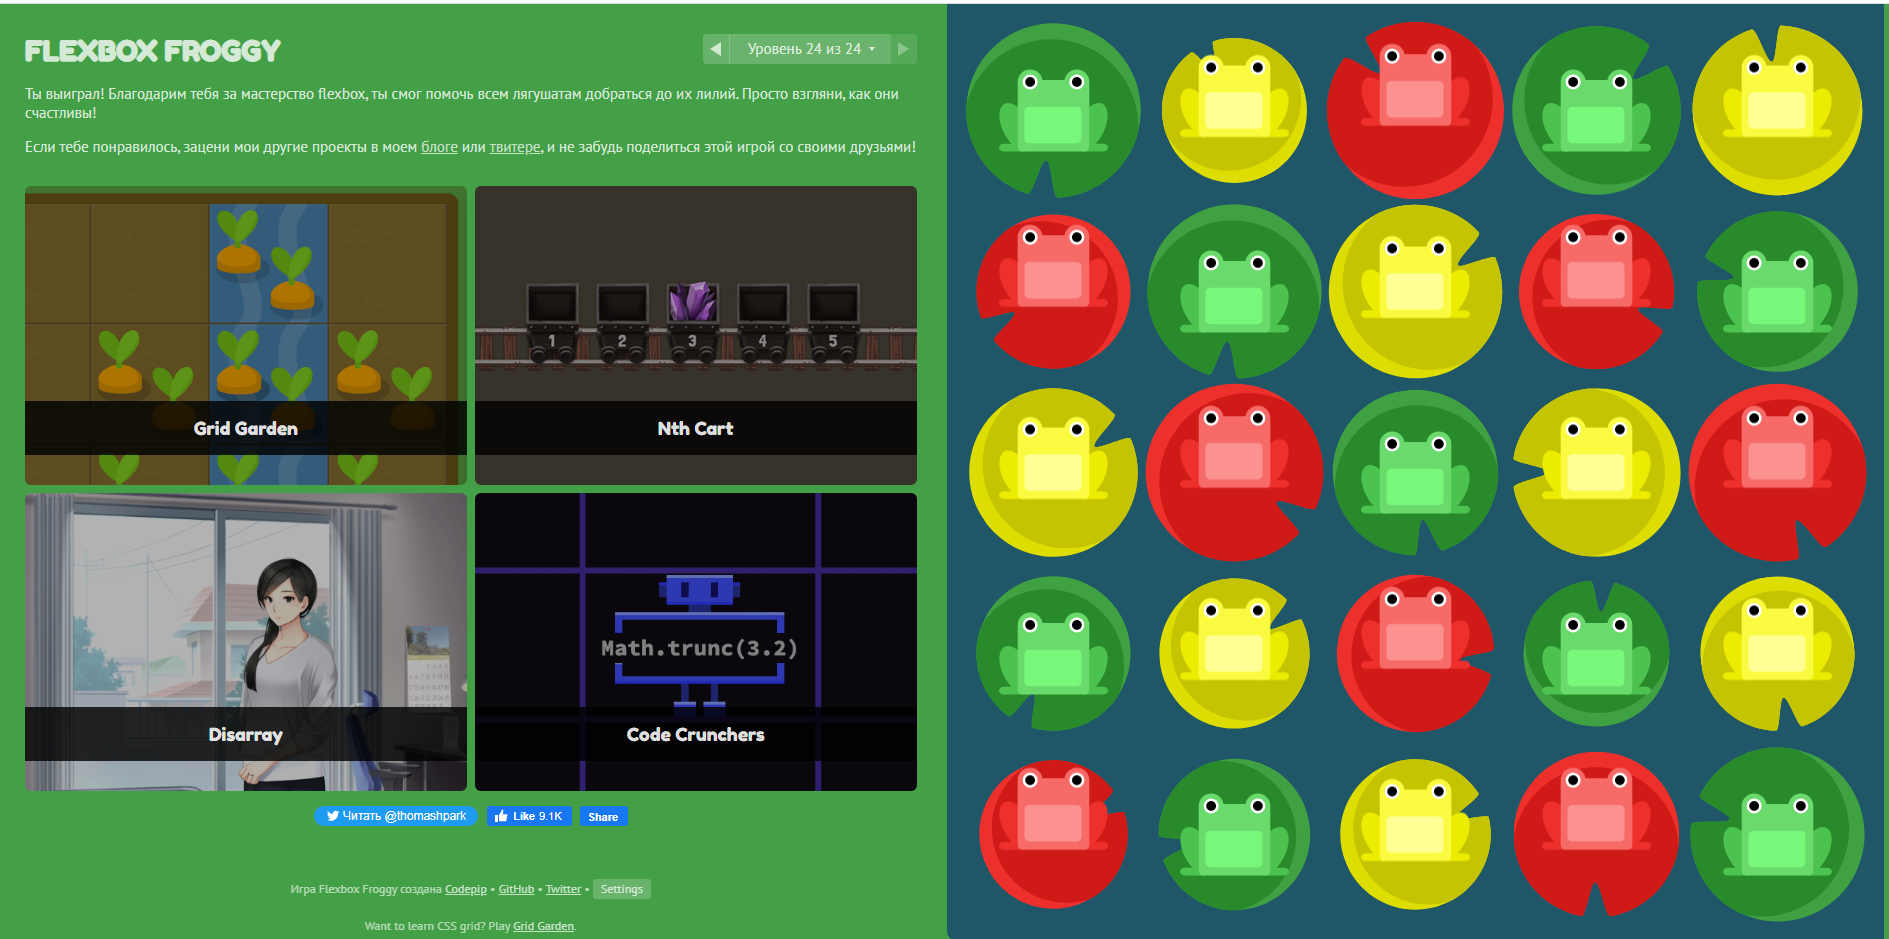 FLEXBOX FROGGY
Уровень 24 из 24
Ты выиграл! Благодарим тебя за мастерство flexbox, ты смог помочь всем лягушатам добраться до их лилий. Просто взгляни, как они
счастливы!
Если тебе понравилось, зацени мои другие проекты в моем блоге или твитере, и не забудь поделиться этой игрой со своими друзьями!
1 2 3 4 5
Grid Garden
Nth Cart
Math.trunc(3.2)
Disarray
Code Crunchers
Читать @thomashpark Like 9.1K Share
Игра Flexbox Froggy создана Codepip • GitHub • Twitter • Settings
Want to learn CSS grid? Play Grid Garden.